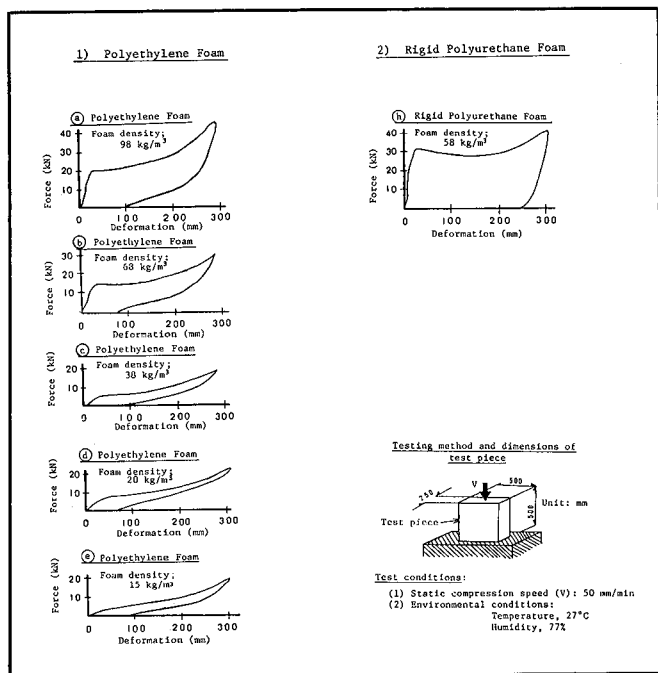 1) Polyethylene Foam
ⓐ Polyethylene Foam
Foam density;
98 kg/m³
40
30
20
10
Force (kN)
0 100 200 300
Deformation (mm)
ⓑ Polyethylene Foam
Foam density;
68 kg/m³
30
20
10
Force (kN)
0 100 200 300
Deformation (mm)
ⓒ Polyethylene Foam
Foam density;
38 kg/m³
20
10
Force (kN)
0 100 200 300
Deformation (mm)
ⓓ Polyethylene Foam
Foam density;
20 kg/m³
20
10
Force (kN)
0 100 200 300
Deformation (mm)
ⓔ Polyethylene Foam
Foam density;
15 kg/m³
20
10
Force (kN)
0 100 200 300
Deformation (mm)
2) Rigid Polyurethane Foam
ⓗ Rigid Polyurethane Foam
Foam density;
58 kg/m³
40
30
20
10
Force (kN)
0 100 200 300
Deformation (mm)
Testing method and dimensions of
test piece
V
500
250
500
Unit: mm
Test piece
Test conditions:
(1) Static compression speed (V): 50 mm/min
(2) Environmental conditions:
Temperature, 27°C
Humidity, 77%